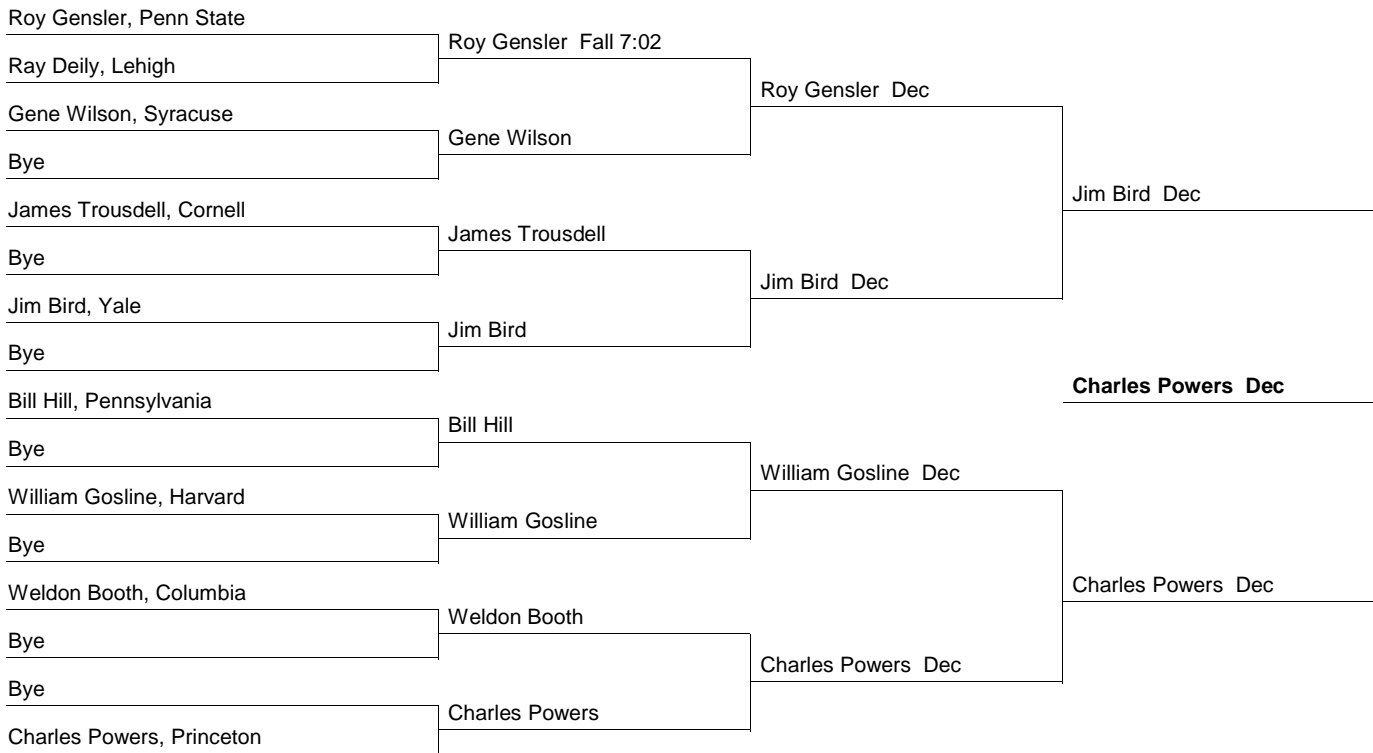 Roy Gensler, Penn State
Ray Deily, Lehigh
Gene Wilson, Syracuse
Bye
James Trousdell, Cornell
Bye
Jim Bird, Yale
Bye
Bill Hill, Pennsylvania
Bye
William Gosline, Harvard
Bye
Weldon Booth, Columbia
Bye
Bye
Charles Powers, Princeton
Roy Gensler  Fall 7:02
Gene Wilson
James Trousdell
Jim Bird
Bill Hill
William Gosline
Weldon Booth
Charles Powers
Roy Gensler  Dec
Jim Bird  Dec
William Gosline  Dec
Charles Powers  Dec
Jim Bird  Dec
Charles Powers  Dec
Charles Powers  Dec